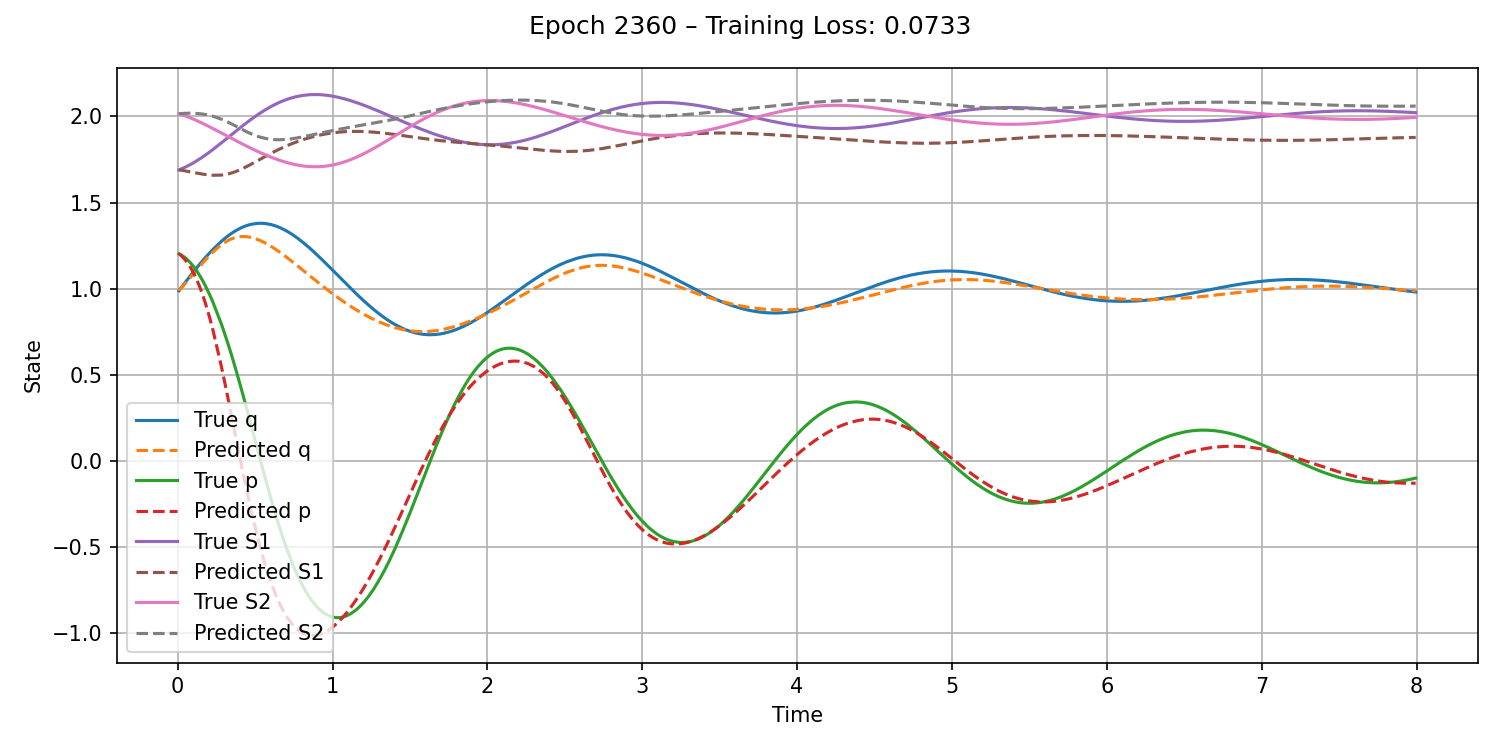 Epoch 2360 – Training Loss: 0.0733
State
2.0
1.5
1.0
0.5
0.0
−0.5
−1.0
True q
Predicted q
True p
Predicted p
True S1
Predicted S1
True S2
Predicted S2
0 1 2 3 4 5 6 7 8
Time